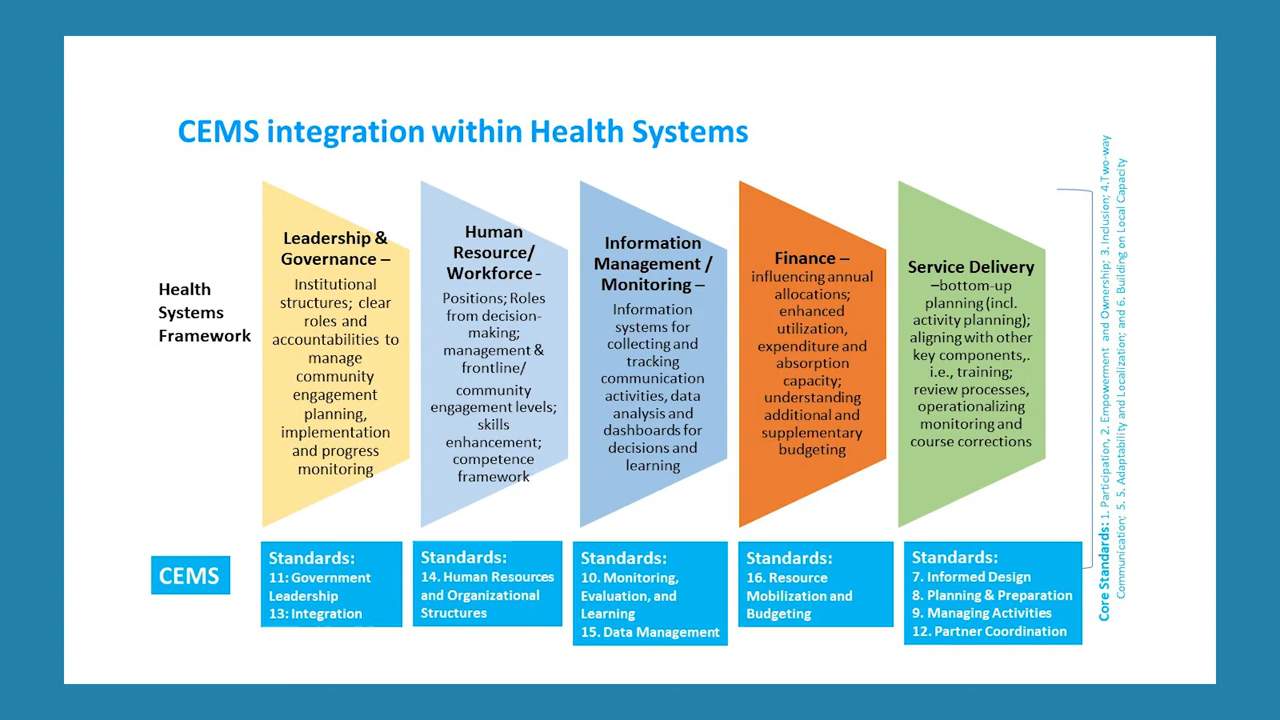 CEMS integration within Health Systems
Health
Systems
Framework
Leadership &
Governance –
Institutional
structures; clear
roles and
accountabilities to
manage
community
engagement
planning,
implementation
and progress
monitoring
Human
Resource/
Workforce -
Positions; Roles
from decision-
making;
management &
frontline/
community
engagement levels;
skills
enhancement;
competence
framework
Information
Management /
Monitoring –
Information
systems for
collecting and
tracking
communication
activities, data
analysis and
dashboards for
decisions and
learning
Finance –
influencing annual
allocations;
enhanced
utilization,
expenditure and
absorption
capacity;
understanding
additional and
supplementary
budgeting
Service Delivery
–bottom-up
planning (incl.
activity planning);
aligning with other
key components,.
i.e., training;
review processes,
operationalizing
monitoring and
course corrections
CEMS
Standards:
11: Government
Leadership
13: Integration
Standards:
14. Human Resources
and Organizational
Structures
Standards:
10. Monitoring,
Evaluation, and
Learning
15. Data Management
Standards:
16. Resource
Mobilization and
Budgeting
Standards:
7. Informed Design
8. Planning & Preparation
9. Managing Activities
12. Partner Coordination
Core Standards: 1. Participation, 2. Empowerment and Ownership; 3. Inclusion; 4.Two-way
Communication; 5. 5. Adaptability and Localization; and 6. Building on Local Capacity